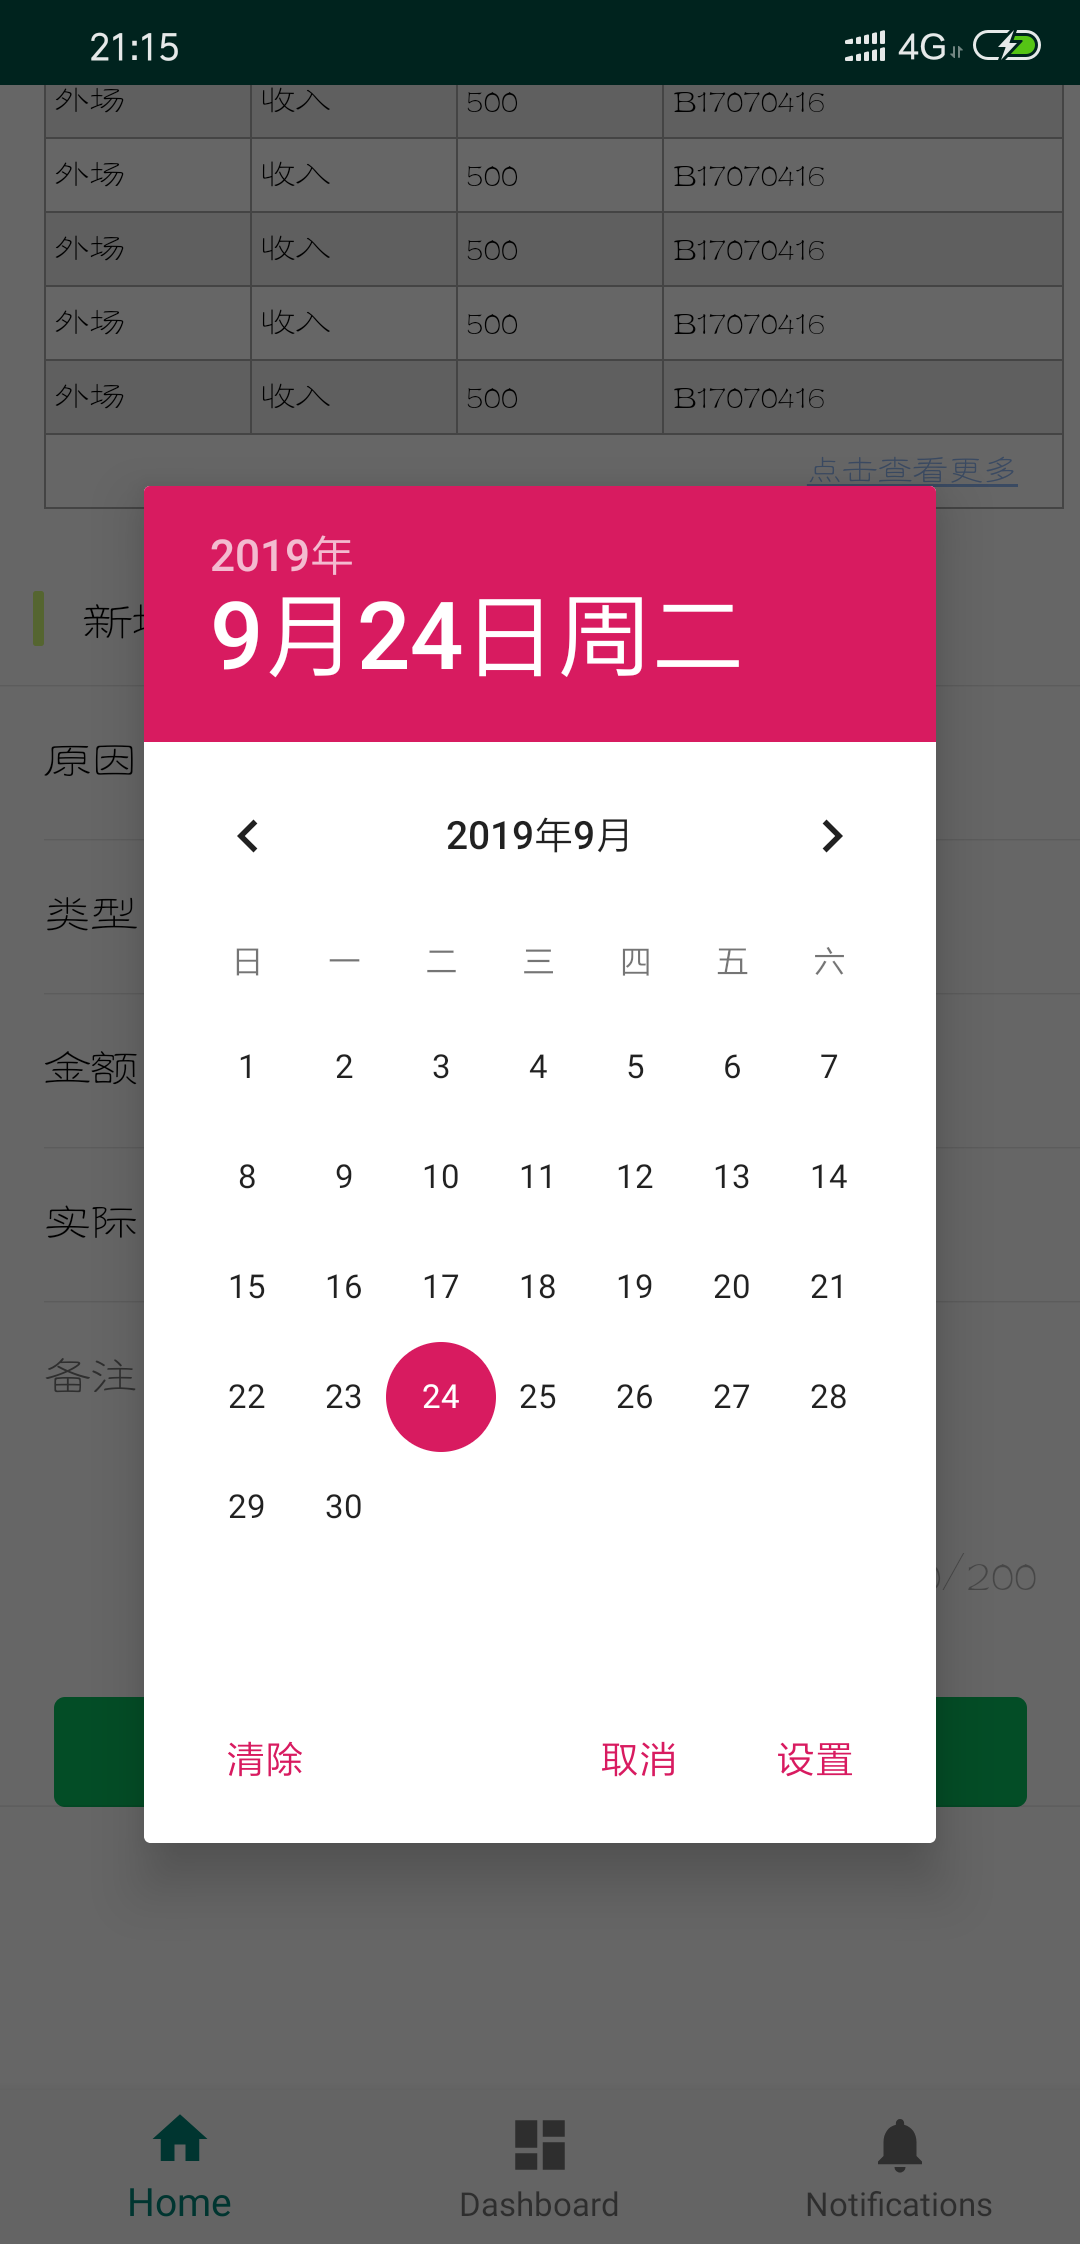 21:15 4G
外场 收入 500 B17070416
外场 收入 500 B17070416
外场 收入 500 B17070416
外场 收入 500 B17070416
外场 收入 500 B17070416
点击查看更多
2019年
9月24日周二
新
原因
类型
金额
实际
备注
2019年9月
日 一 二 三 四 五 六
1 2 3 4 5 6 7
8 9 10 11 12 13 14
15 16 17 18 19 20 21
22 23 24 25 26 27 28
29 30
/200
清除 取消 设置
Home Dashboard Notifications